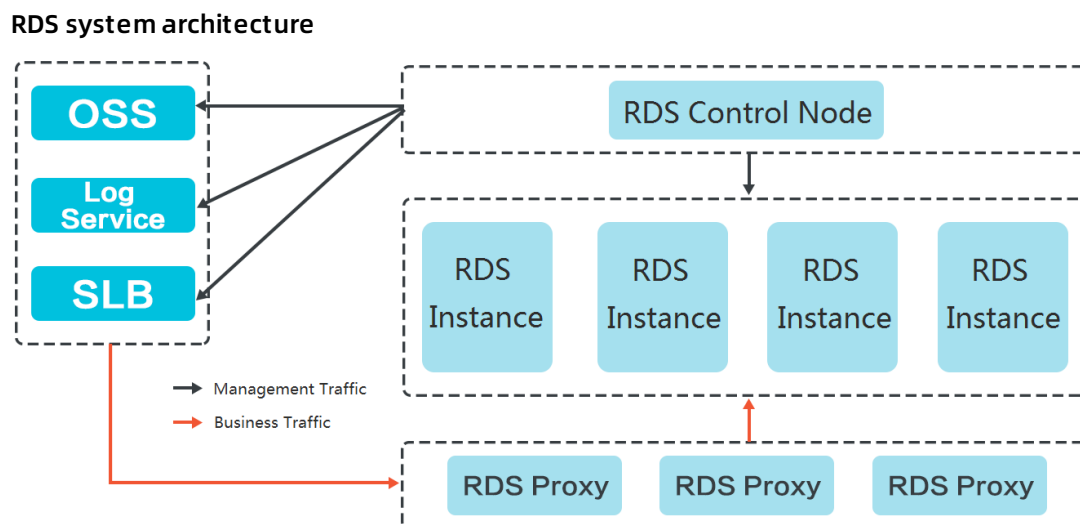 RDS system architecture
OSS
Log
Service
SLB
RDS Control Node
RDS
Instance
RDS
Instance
RDS
Instance
RDS
Instance
Management Traffic
Business Traffic
RDS Proxy
RDS Proxy
RDS Proxy